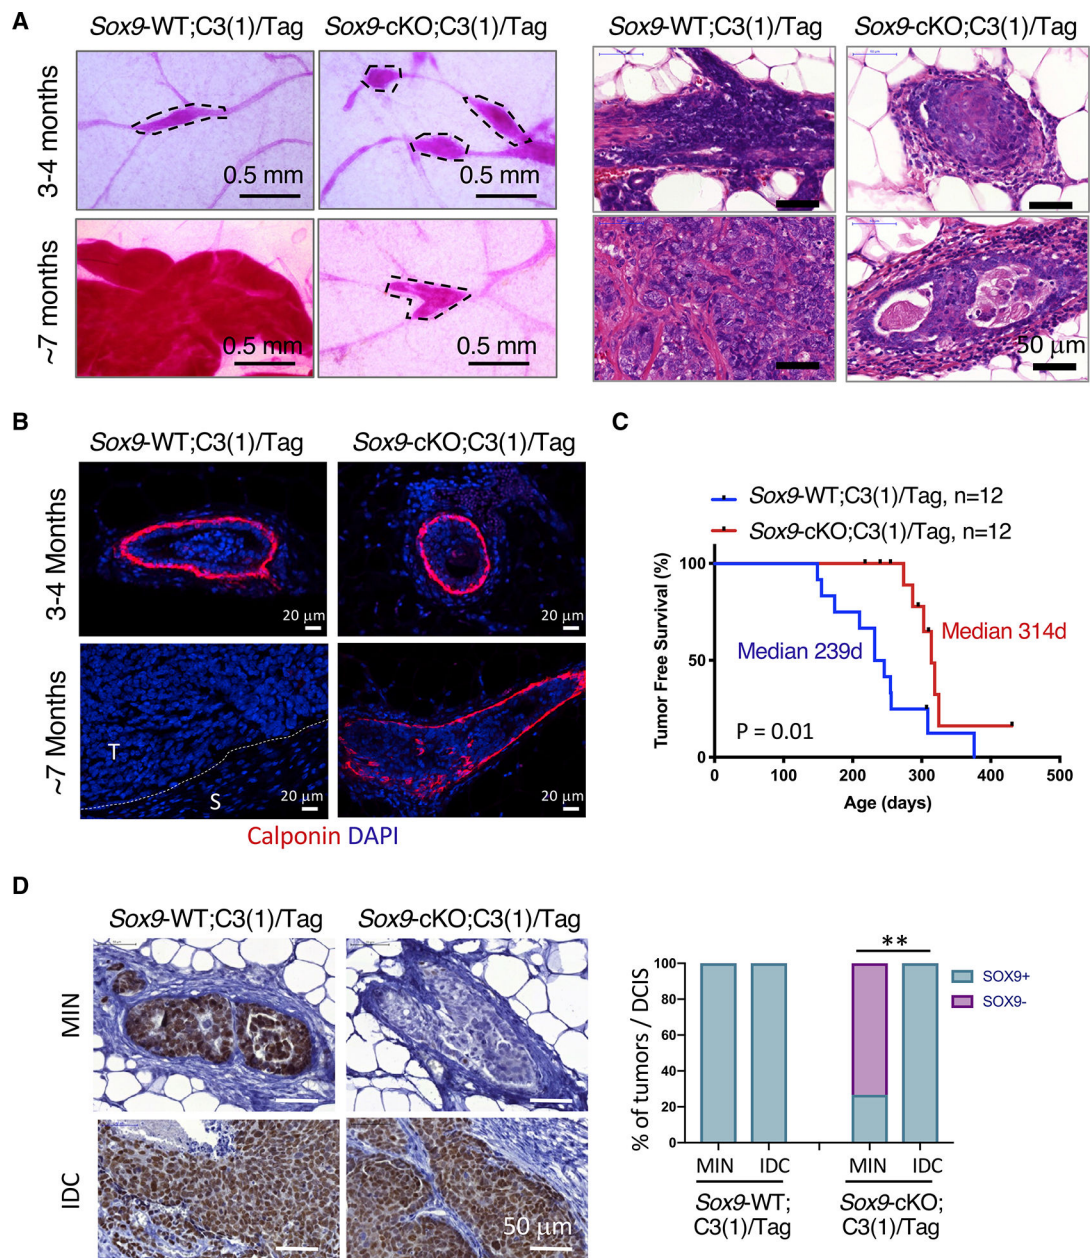 A
Sox9-WT;C3(1)/Tag
Sox9-cKO;C3(1)/Tag
Sox9-WT;C3(1)/Tag
Sox9-cKO;C3(1)/Tag
3-4 months
0.5 mm
0.5 mm
~7 months
0.5 mm
0.5 mm
50 µm
B
Sox9-WT;C3(1)/Tag
Sox9-cKO;C3(1)/Tag
3-4 Months
20 µm
20 µm
~7 Months
T
S
20 µm
20 µm
Calponin DAPI
C
Sox9-WT;C3(1)/Tag, n=12
Sox9-cKO;C3(1)/Tag, n=12
Tumor Free Survival (%)
100
50
0
Median 239d
Median 314d
P = 0.01
0 100 200 300 400 500
Age (days)
D
Sox9-WT;C3(1)/Tag
Sox9-cKO;C3(1)/Tag
MIN
IDC
50 µm
% of tumors / DCIS
100
80
60
40
20
0
**
SOX9+
SOX9-
MIN IDC MIN IDC
Sox9-WT;
C3(1)/Tag
Sox9-cKO;
C3(1)/Tag